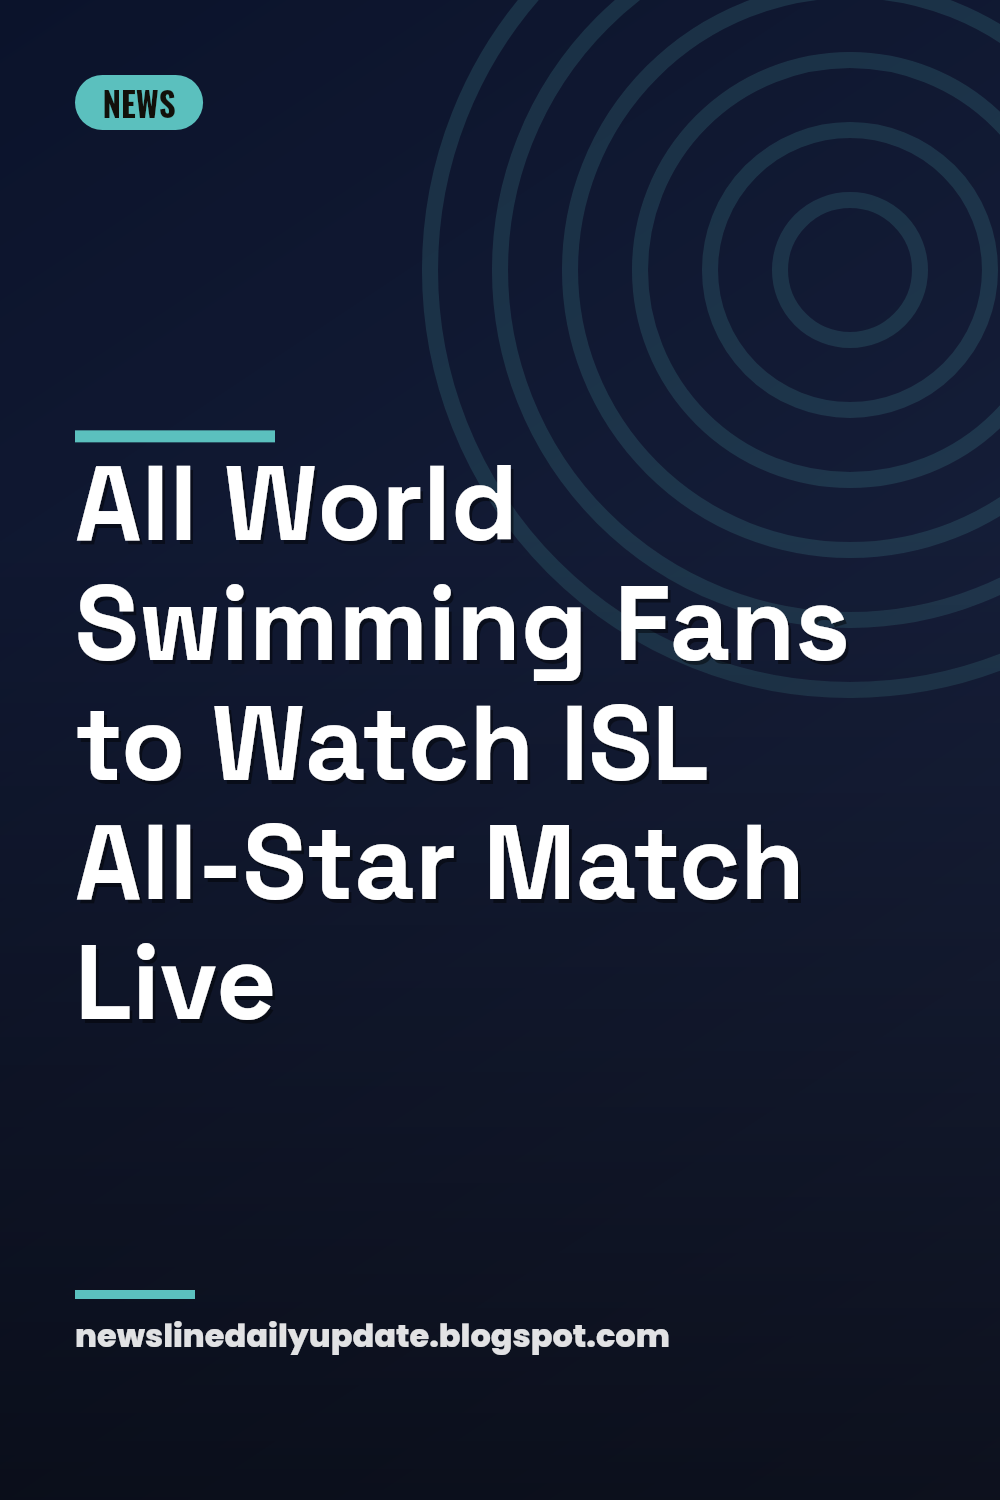 NEWS
All World
Swimming Fans
to Watch ISL
All-Star Match
Live
newslinedailyupdate.blogspot.com